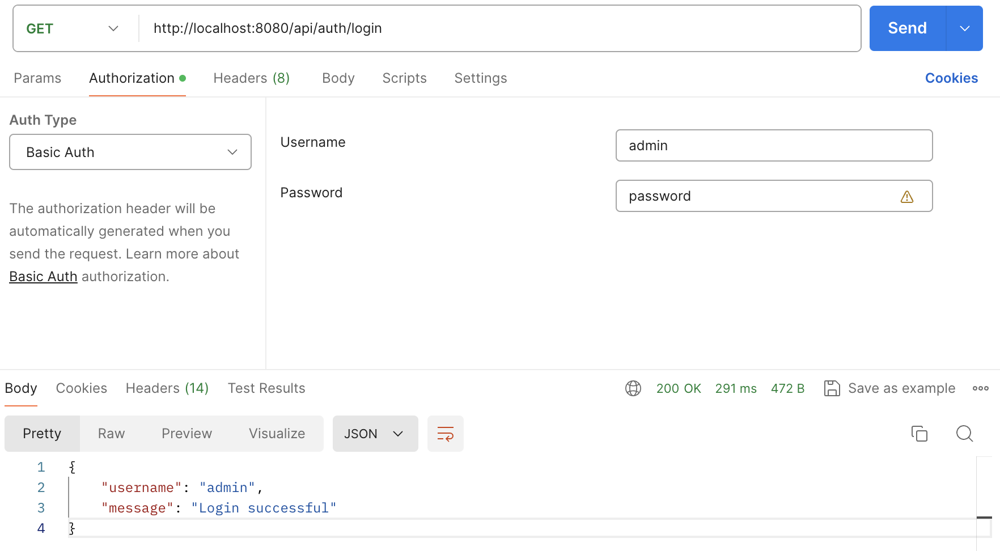 GET http://localhost:8080/api/auth/login Send
Params Authorization Headers (8) Body Scripts Settings Cookies
Auth Type
Basic Auth
The authorization header will be
automatically generated when you
send the request. Learn more about
Basic Auth authorization.
Username admin
Password password
Body Cookies Headers (14) Test Results 200 OK 291 ms 472 B Save as example
Pretty Raw Preview Visualize JSON
1 {
2 "username": "admin",
3 "message": "Login successful"
4 }